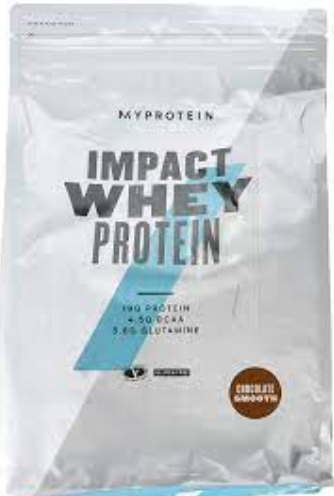 MYPROTEIN
IMPACT
WHEY
PROTEIN
19G PROTEIN
4.5G BCAA
3.6G GLUTAMINE
CHOCOLATE
SMOOTH